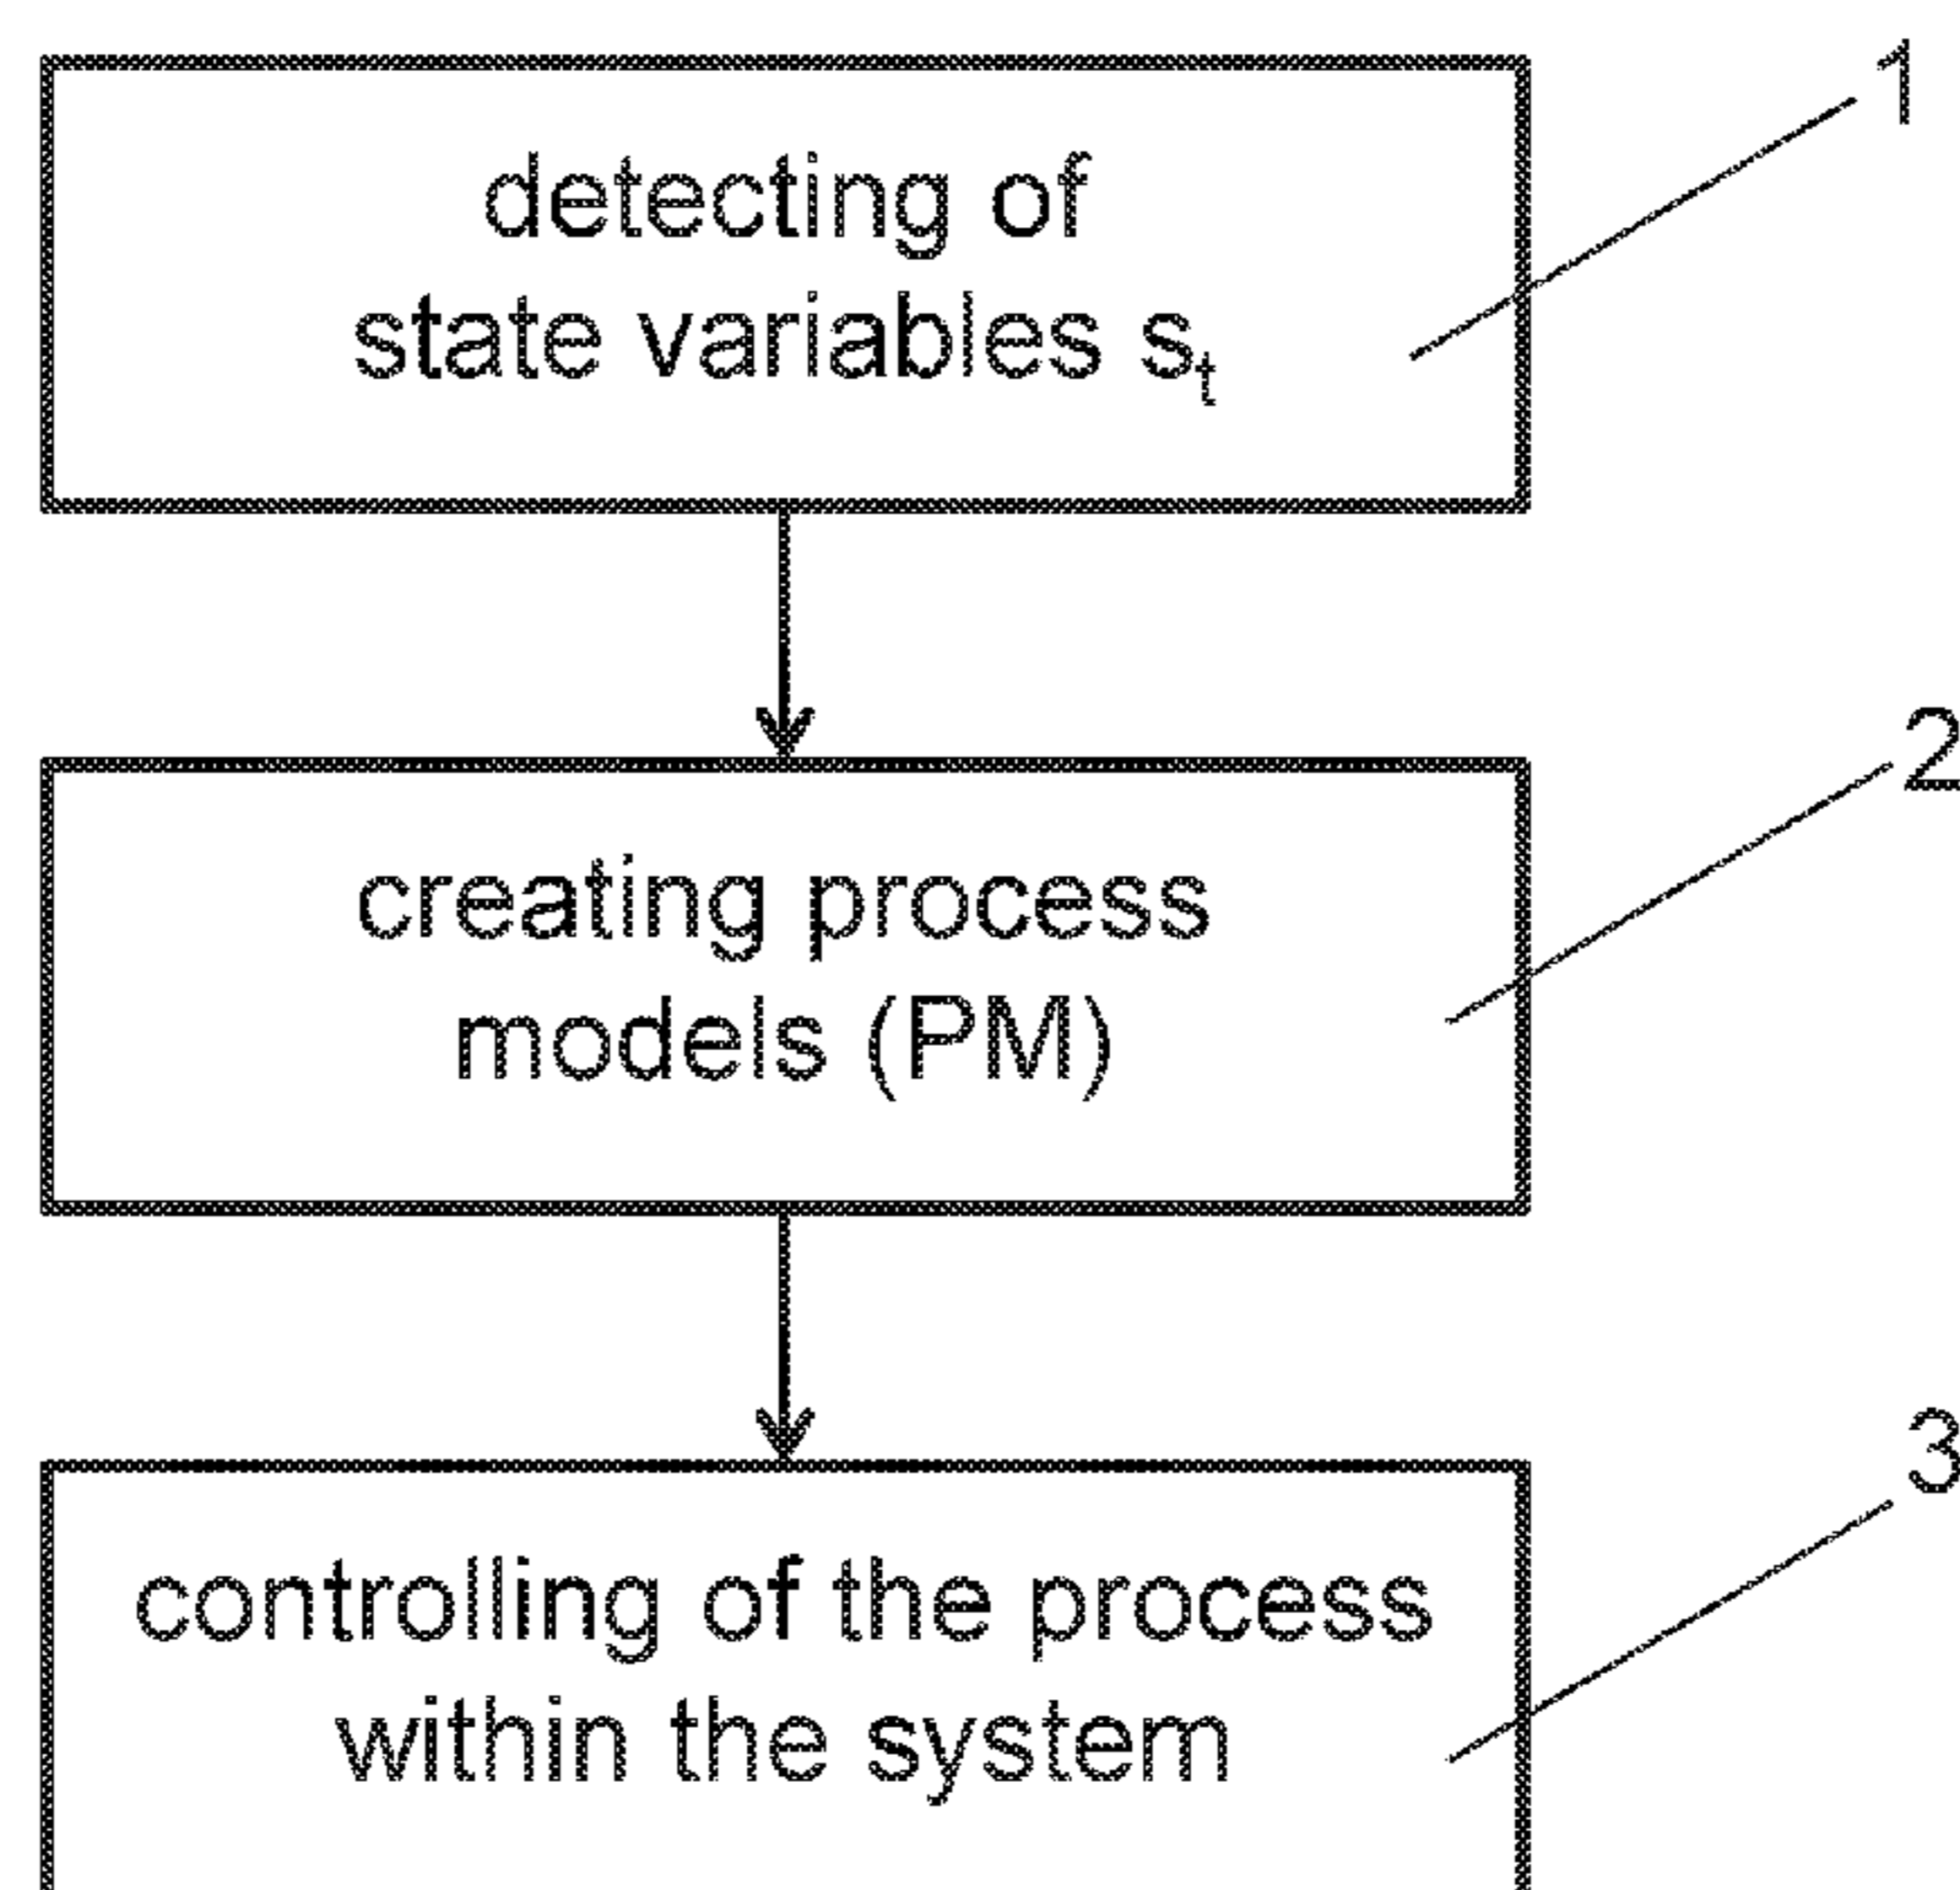 1
detecting of
state variables sₜ
2
creating process
models (PM)
3
controlling of the process
within the system